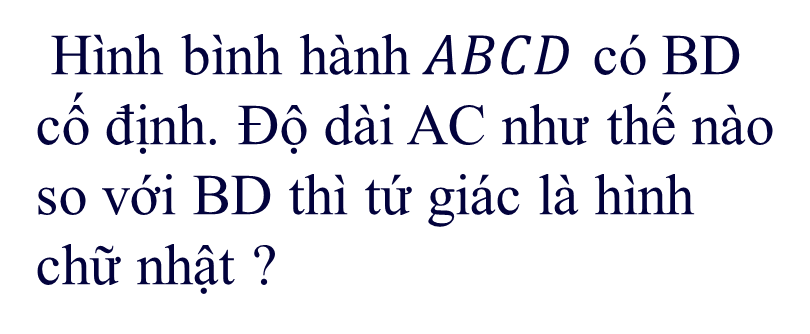 Hình bình hành ABCD có BD
cố định. Độ dài AC như thế nào
so với BD thì tứ giác là hình
chữ nhật ?